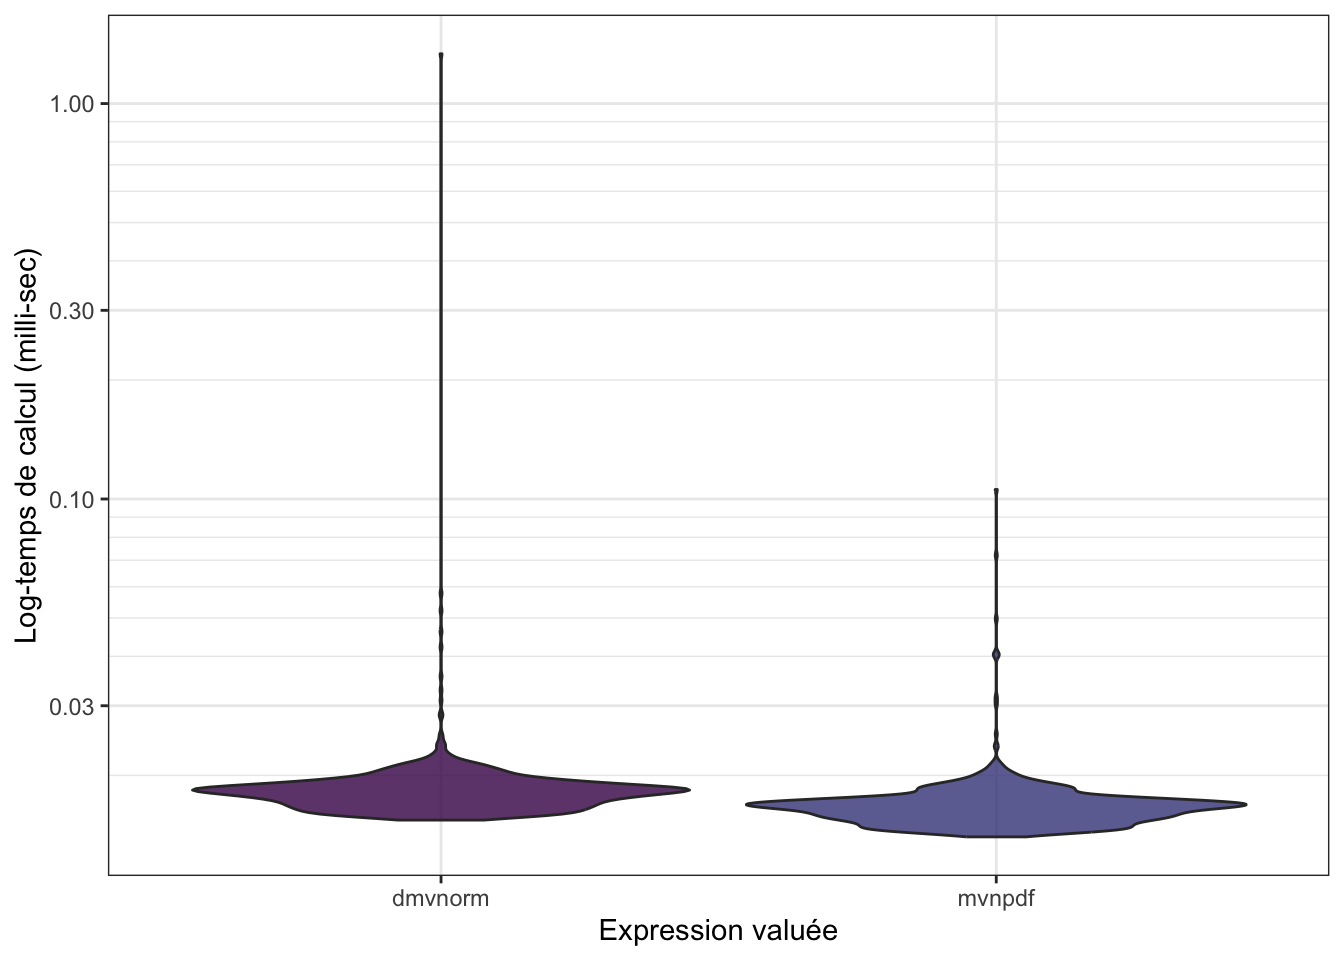 Log-temps de calcul (milli-sec)
1.00
0.30
0.10
0.03
dmvnorm
mvnpdf
Expression valuée